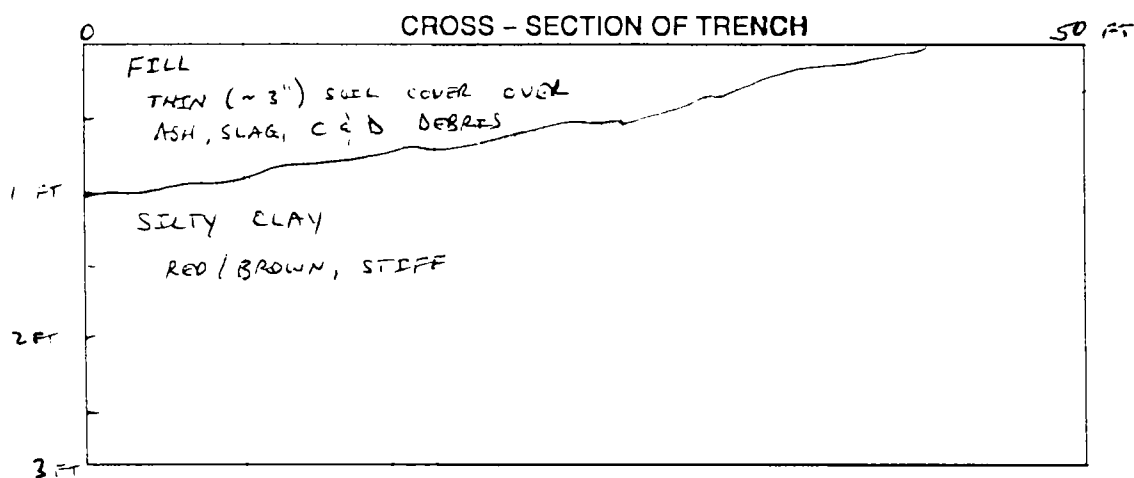 CROSS – SECTION OF TRENCH
0
50 FT
FILL
THIN (~ 3") SOIL COVER OVER
ASH, SLAG, C & D DEBRIS
1 FT
SILTY CLAY
RED / BROWN, STIFF
2 FT
3 FT